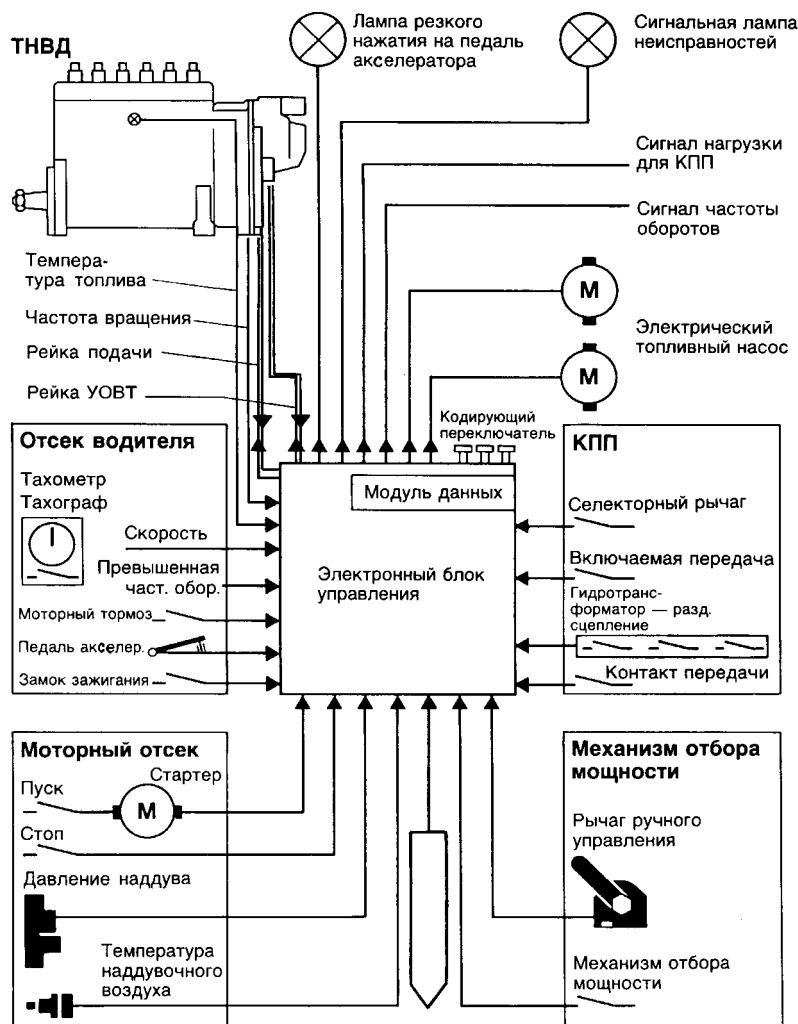 ТНВД
Лампа резкого
нажатия на педаль
акселератора
Сигнальная лампа
неисправностей
Сигнал нагрузки
для КПП
Сигнал частоты
оборотов
Темпера-
тура топлива
Частота вращения
Рейка подачи
Рейка УОВТ
М
Электрический
топливный насос
М
Кодирующий
переключатель
Отсек водителя
Тахометр
Тахограф
Скорость
Превышенная
част. обор.
Моторный тормоз
Педаль акселер.
Замок зажигания
Модуль данных
Электронный блок
управления
КПП
Селекторный рычаг
Включаемая передача
Гидротранс-
форматор — разд.
сцепление
Контакт передачи
Моторный отсек
Пуск
Стартер
М
Стоп
Давление наддува
Температура
наддувочного
воздуха
Механизм отбора
мощности
Рычаг ручного
управления
Механизм отбора
мощности